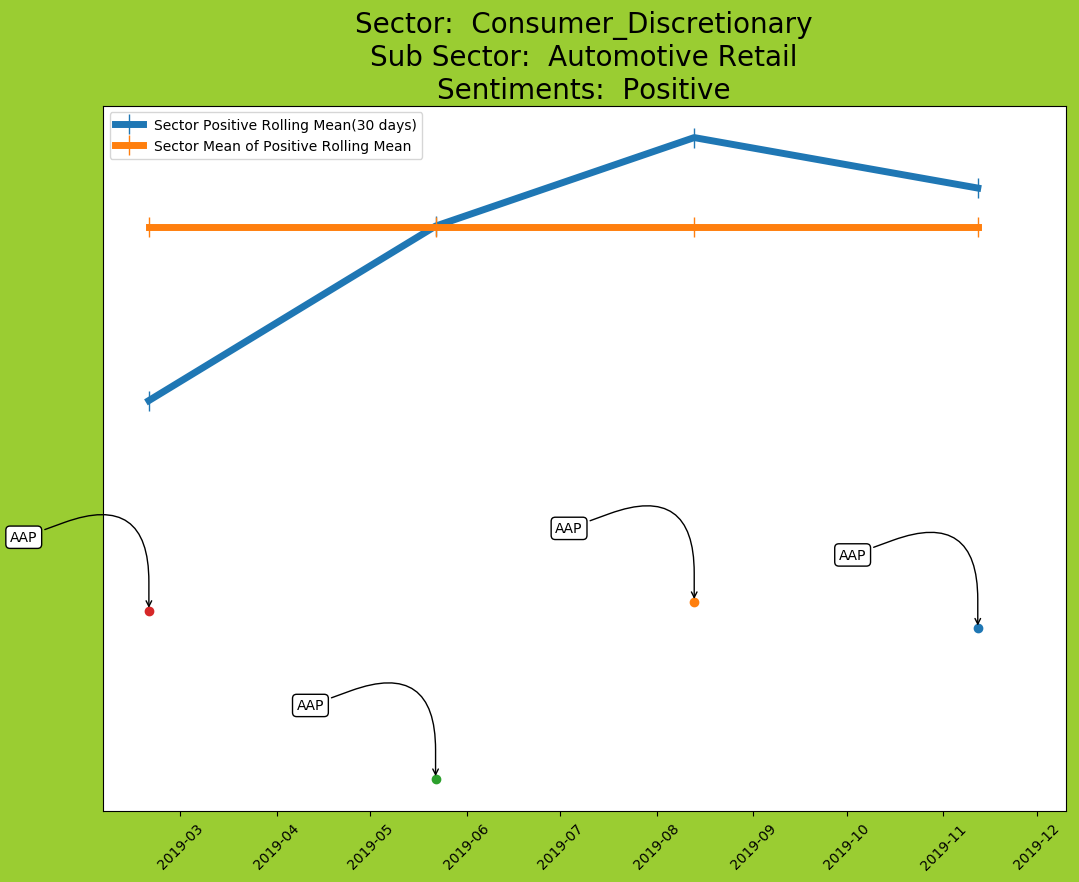 Sector:  Consumer_Discretionary
Sub Sector:  Automotive Retail
Sentiments:  Positive
Sector Positive Rolling Mean(30 days)
Sector Mean of Positive Rolling Mean
AAP
AAP
AAP
AAP
2019-03
2019-04
2019-05
2019-06
2019-07
2019-08
2019-09
2019-10
2019-11
2019-12